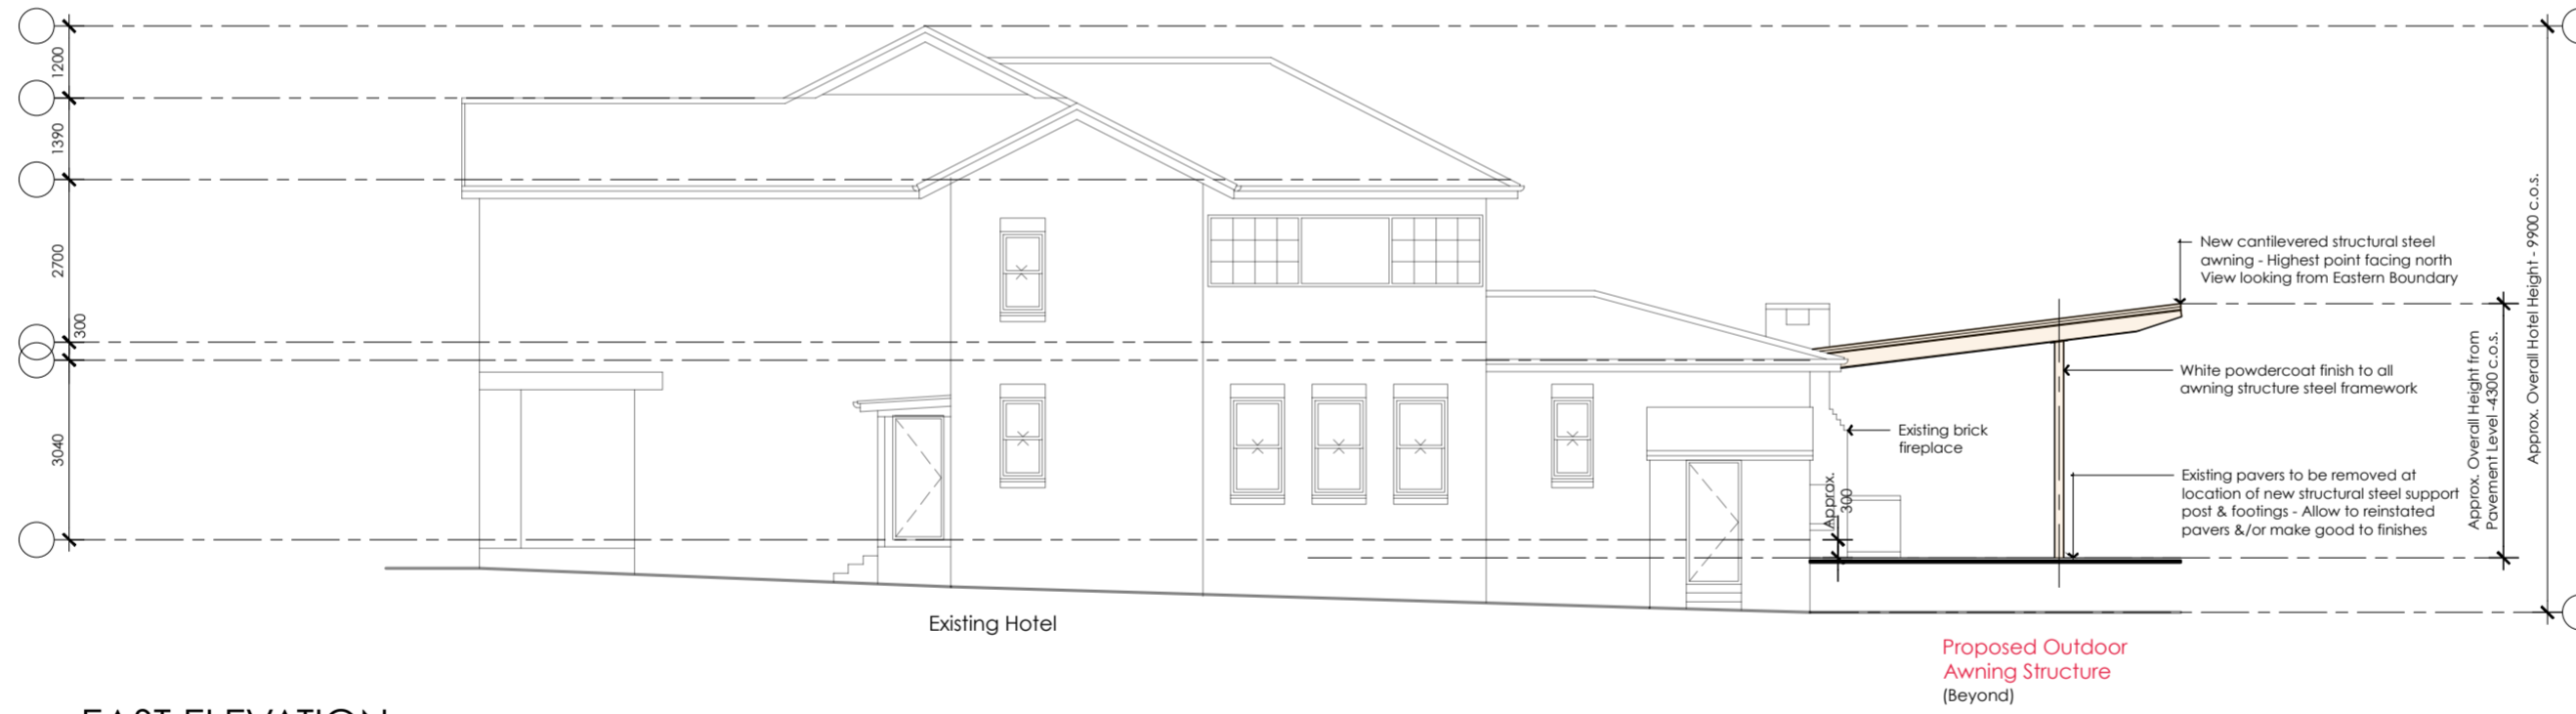 1200
1390
2700
300
3040
New cantilevered structural steel
awning - Highest point facing north
View looking from Eastern Boundary
White powdercoat finish to all
awning structure steel framework
Existing brick
fireplace
Existing pavers to be removed at
location of new structural steel support
post & footings - Allow to reinstated
pavers &/or make good to finishes
Approx.
300
Approx. Overall Height from
Pavement Level -4300 c.o.s.
Approx. Overall Hotel Height - 9900 c.o.s.
Existing Hotel
Proposed Outdoor
Awning Structure
(Beyond)
EAST ELEVATION